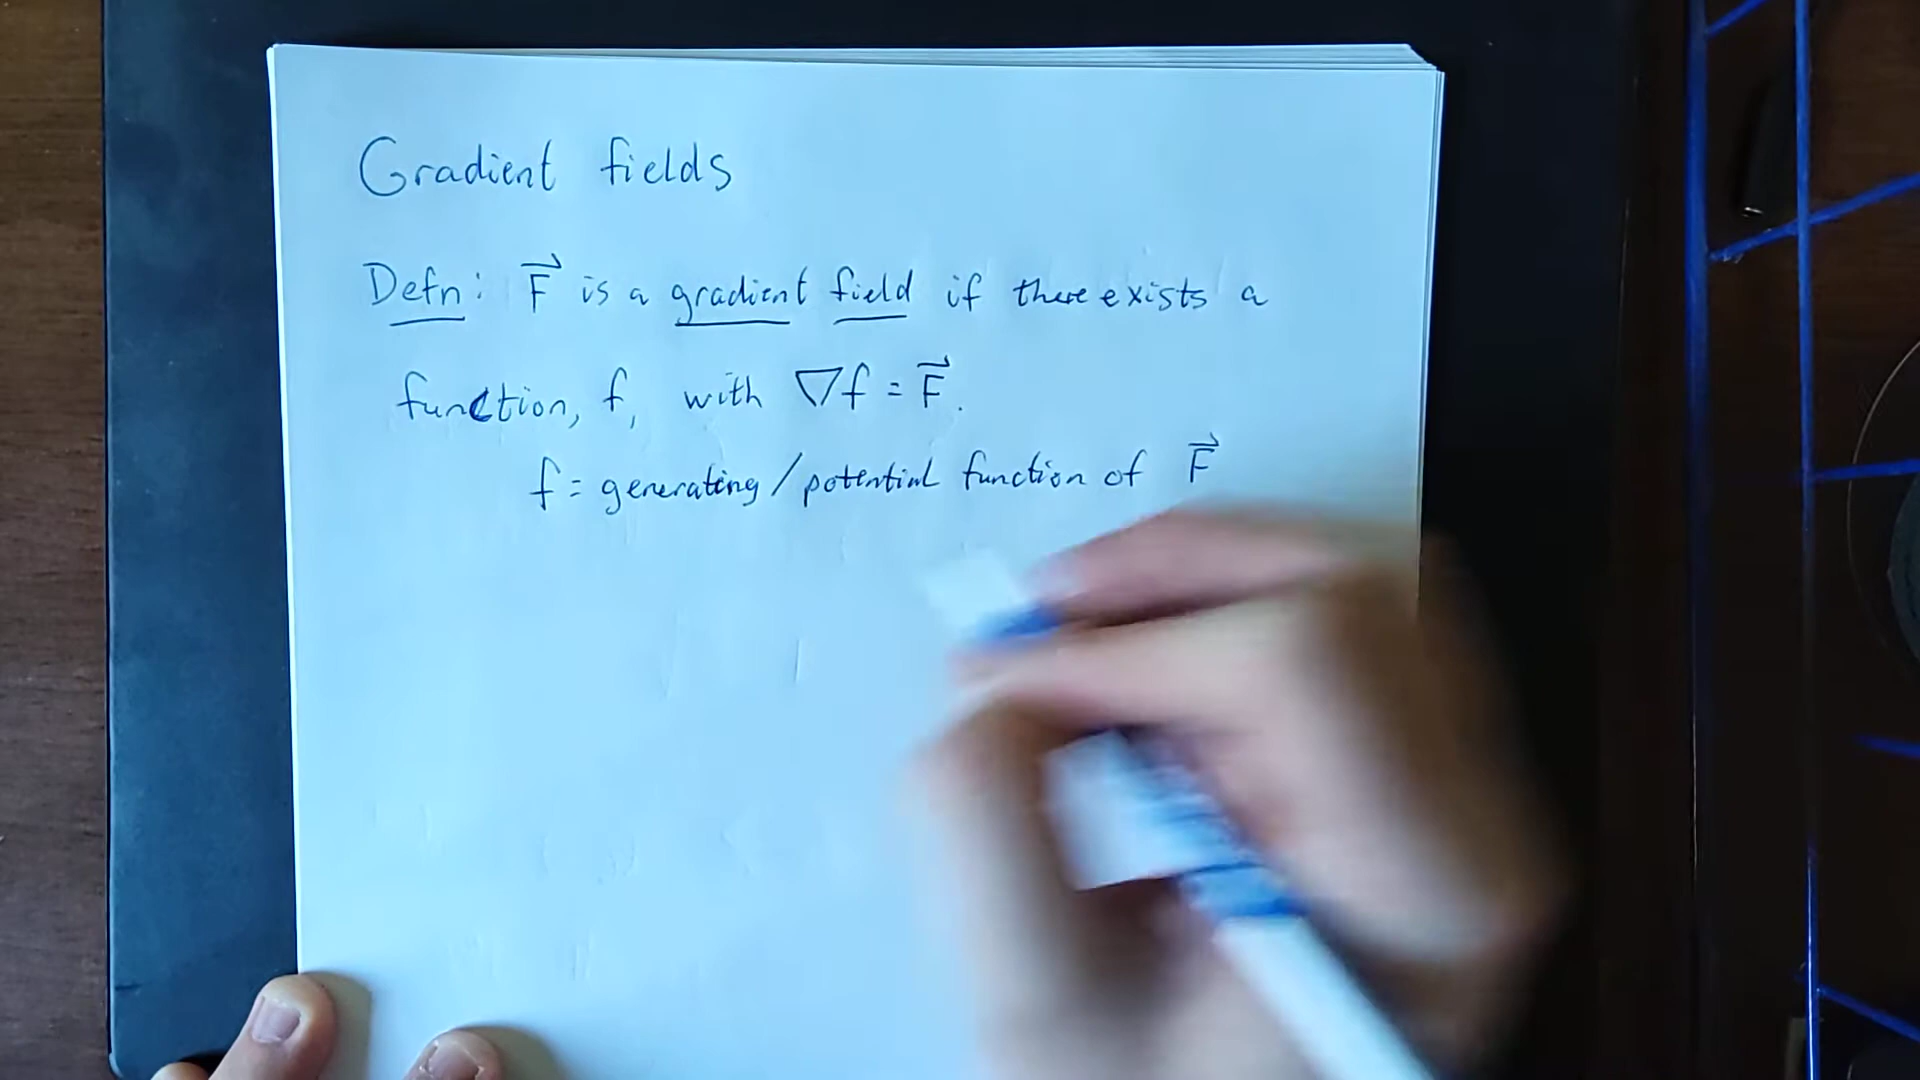 Gradient fields
Defn: F⃗ is a gradient field if there exists a
function, f, with ∇f = F⃗.
f = generating/potential function of F⃗